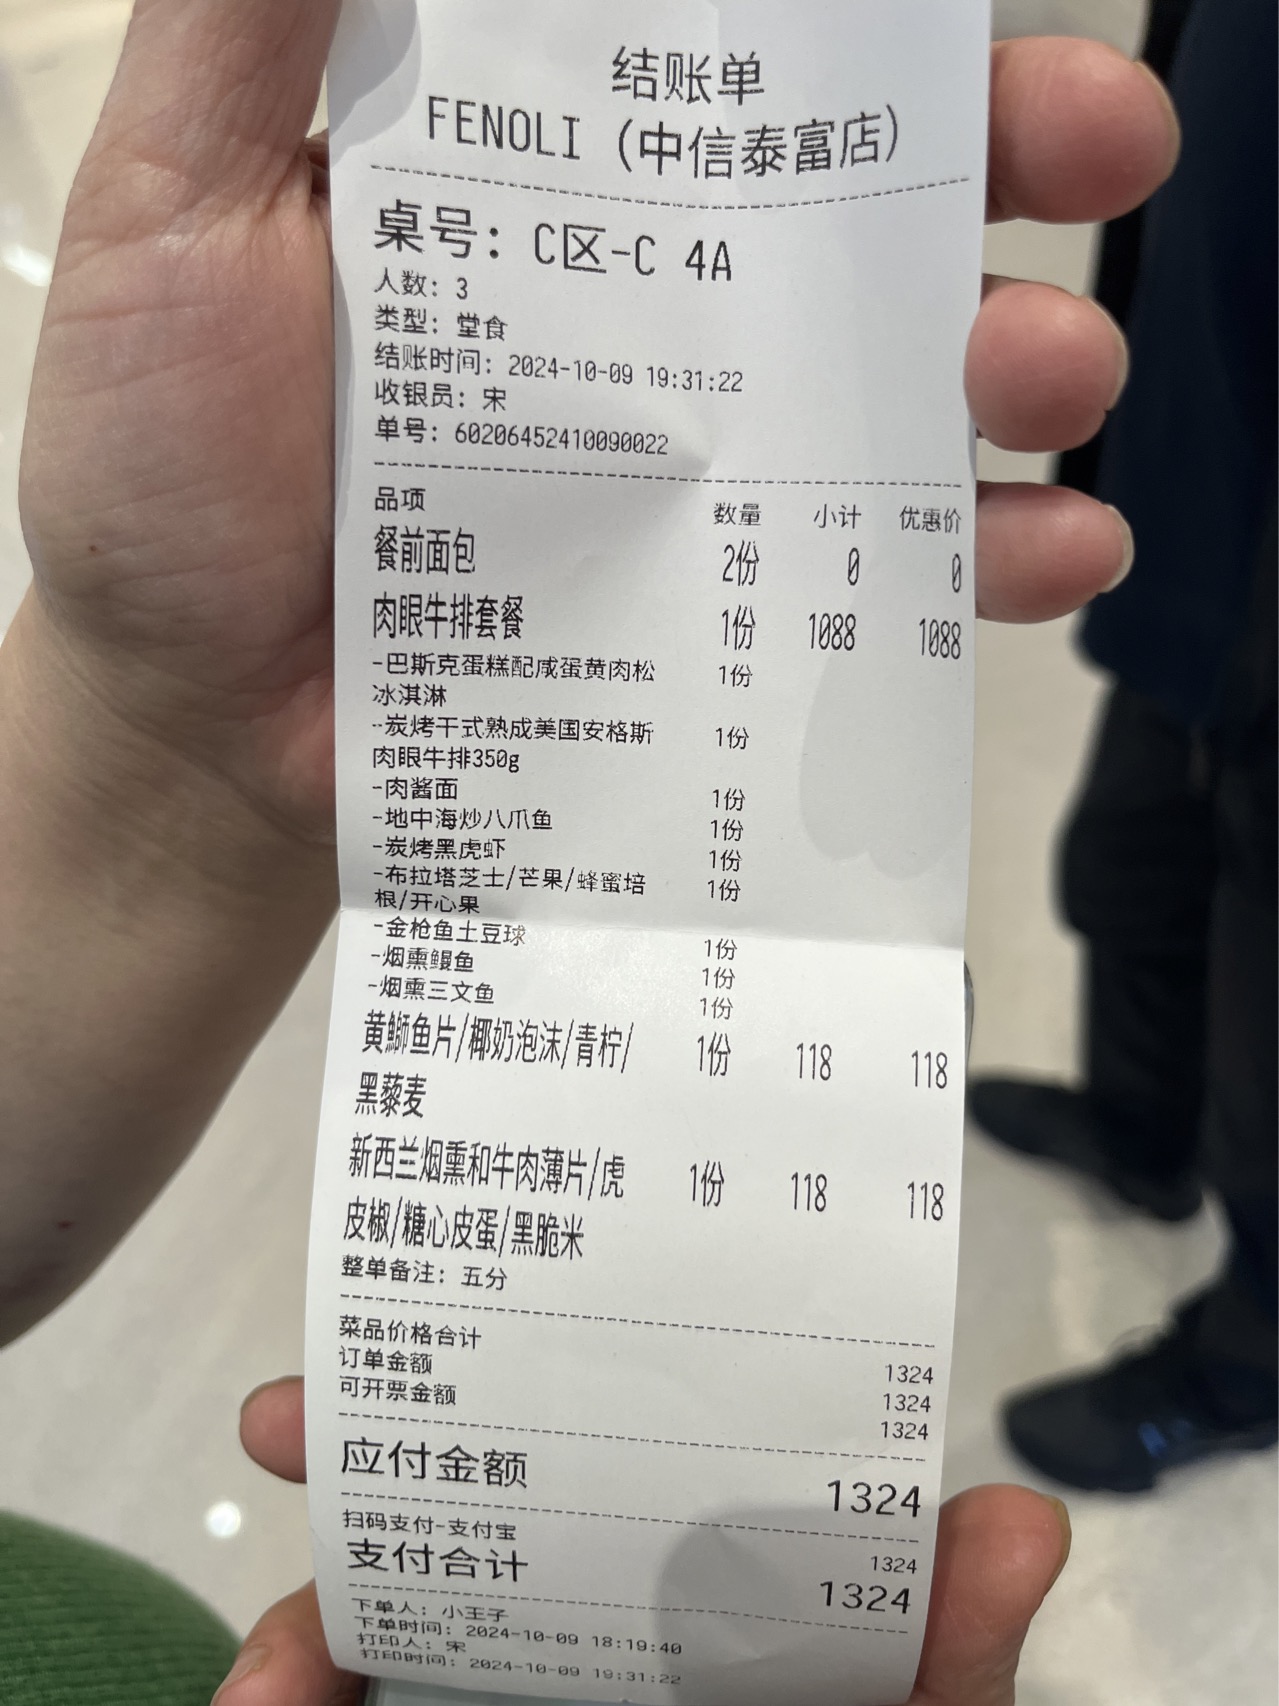 结账单
FENOLI (中信泰富店)
桌号: C区-C 4A
人数: 3
类型: 堂食
结账时间: 2024-10-09 19:31:22
收银员: 宋
单号: 60206452410090022
品项 数量 小计 优惠价
餐前面包 2份 0 0
肉眼牛排套餐 1份 1088 1088
-巴斯克蛋糕配咸蛋黄肉松 1份
冰淇淋
-炭烤干式熟成美国安格斯 1份
肉眼牛排350g
-肉酱面 1份
-地中海炒八爪鱼 1份
-炭烤黑虎虾 1份
-布拉塔芝士/芒果/蜂蜜培 1份
根/开心果
-金枪鱼土豆球 1份
-烟熏鳗鱼 1份
-烟熏三文鱼 1份
黄鰤鱼片/椰奶泡沫/青柠/ 1份 118 118
黑藜麦
新西兰烟熏和牛肉薄片/虎 1份 118 118
皮椒/糖心皮蛋/黑脆米
整单备注: 五分
菜品价格合计 1324
订单金额 1324
可开票金额 1324
应付金额 1324
扫码支付-支付宝 1324
支付合计 1324
下单人: 小王子
下单时间: 2024-10-09 18:19:40
打印人: 宋
打印时间: 2024-10-09 19:31:22